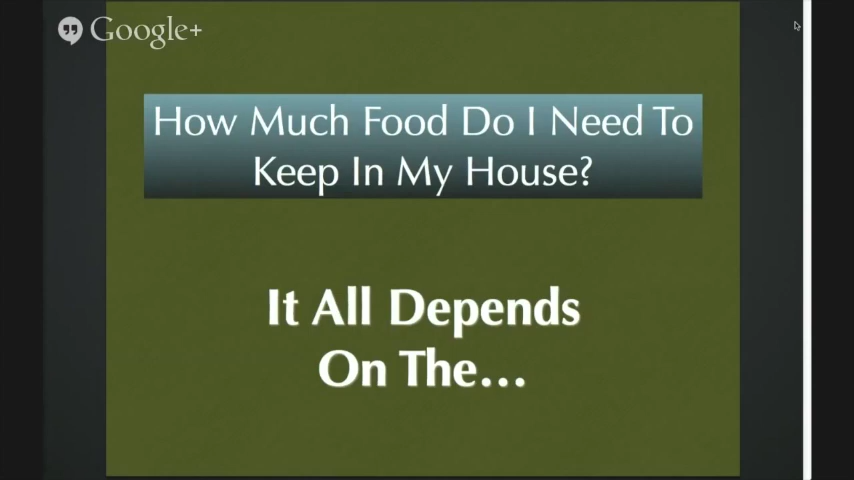 Google+
How Much Food Do I Need To
Keep In My House?
It All Depends
On The...